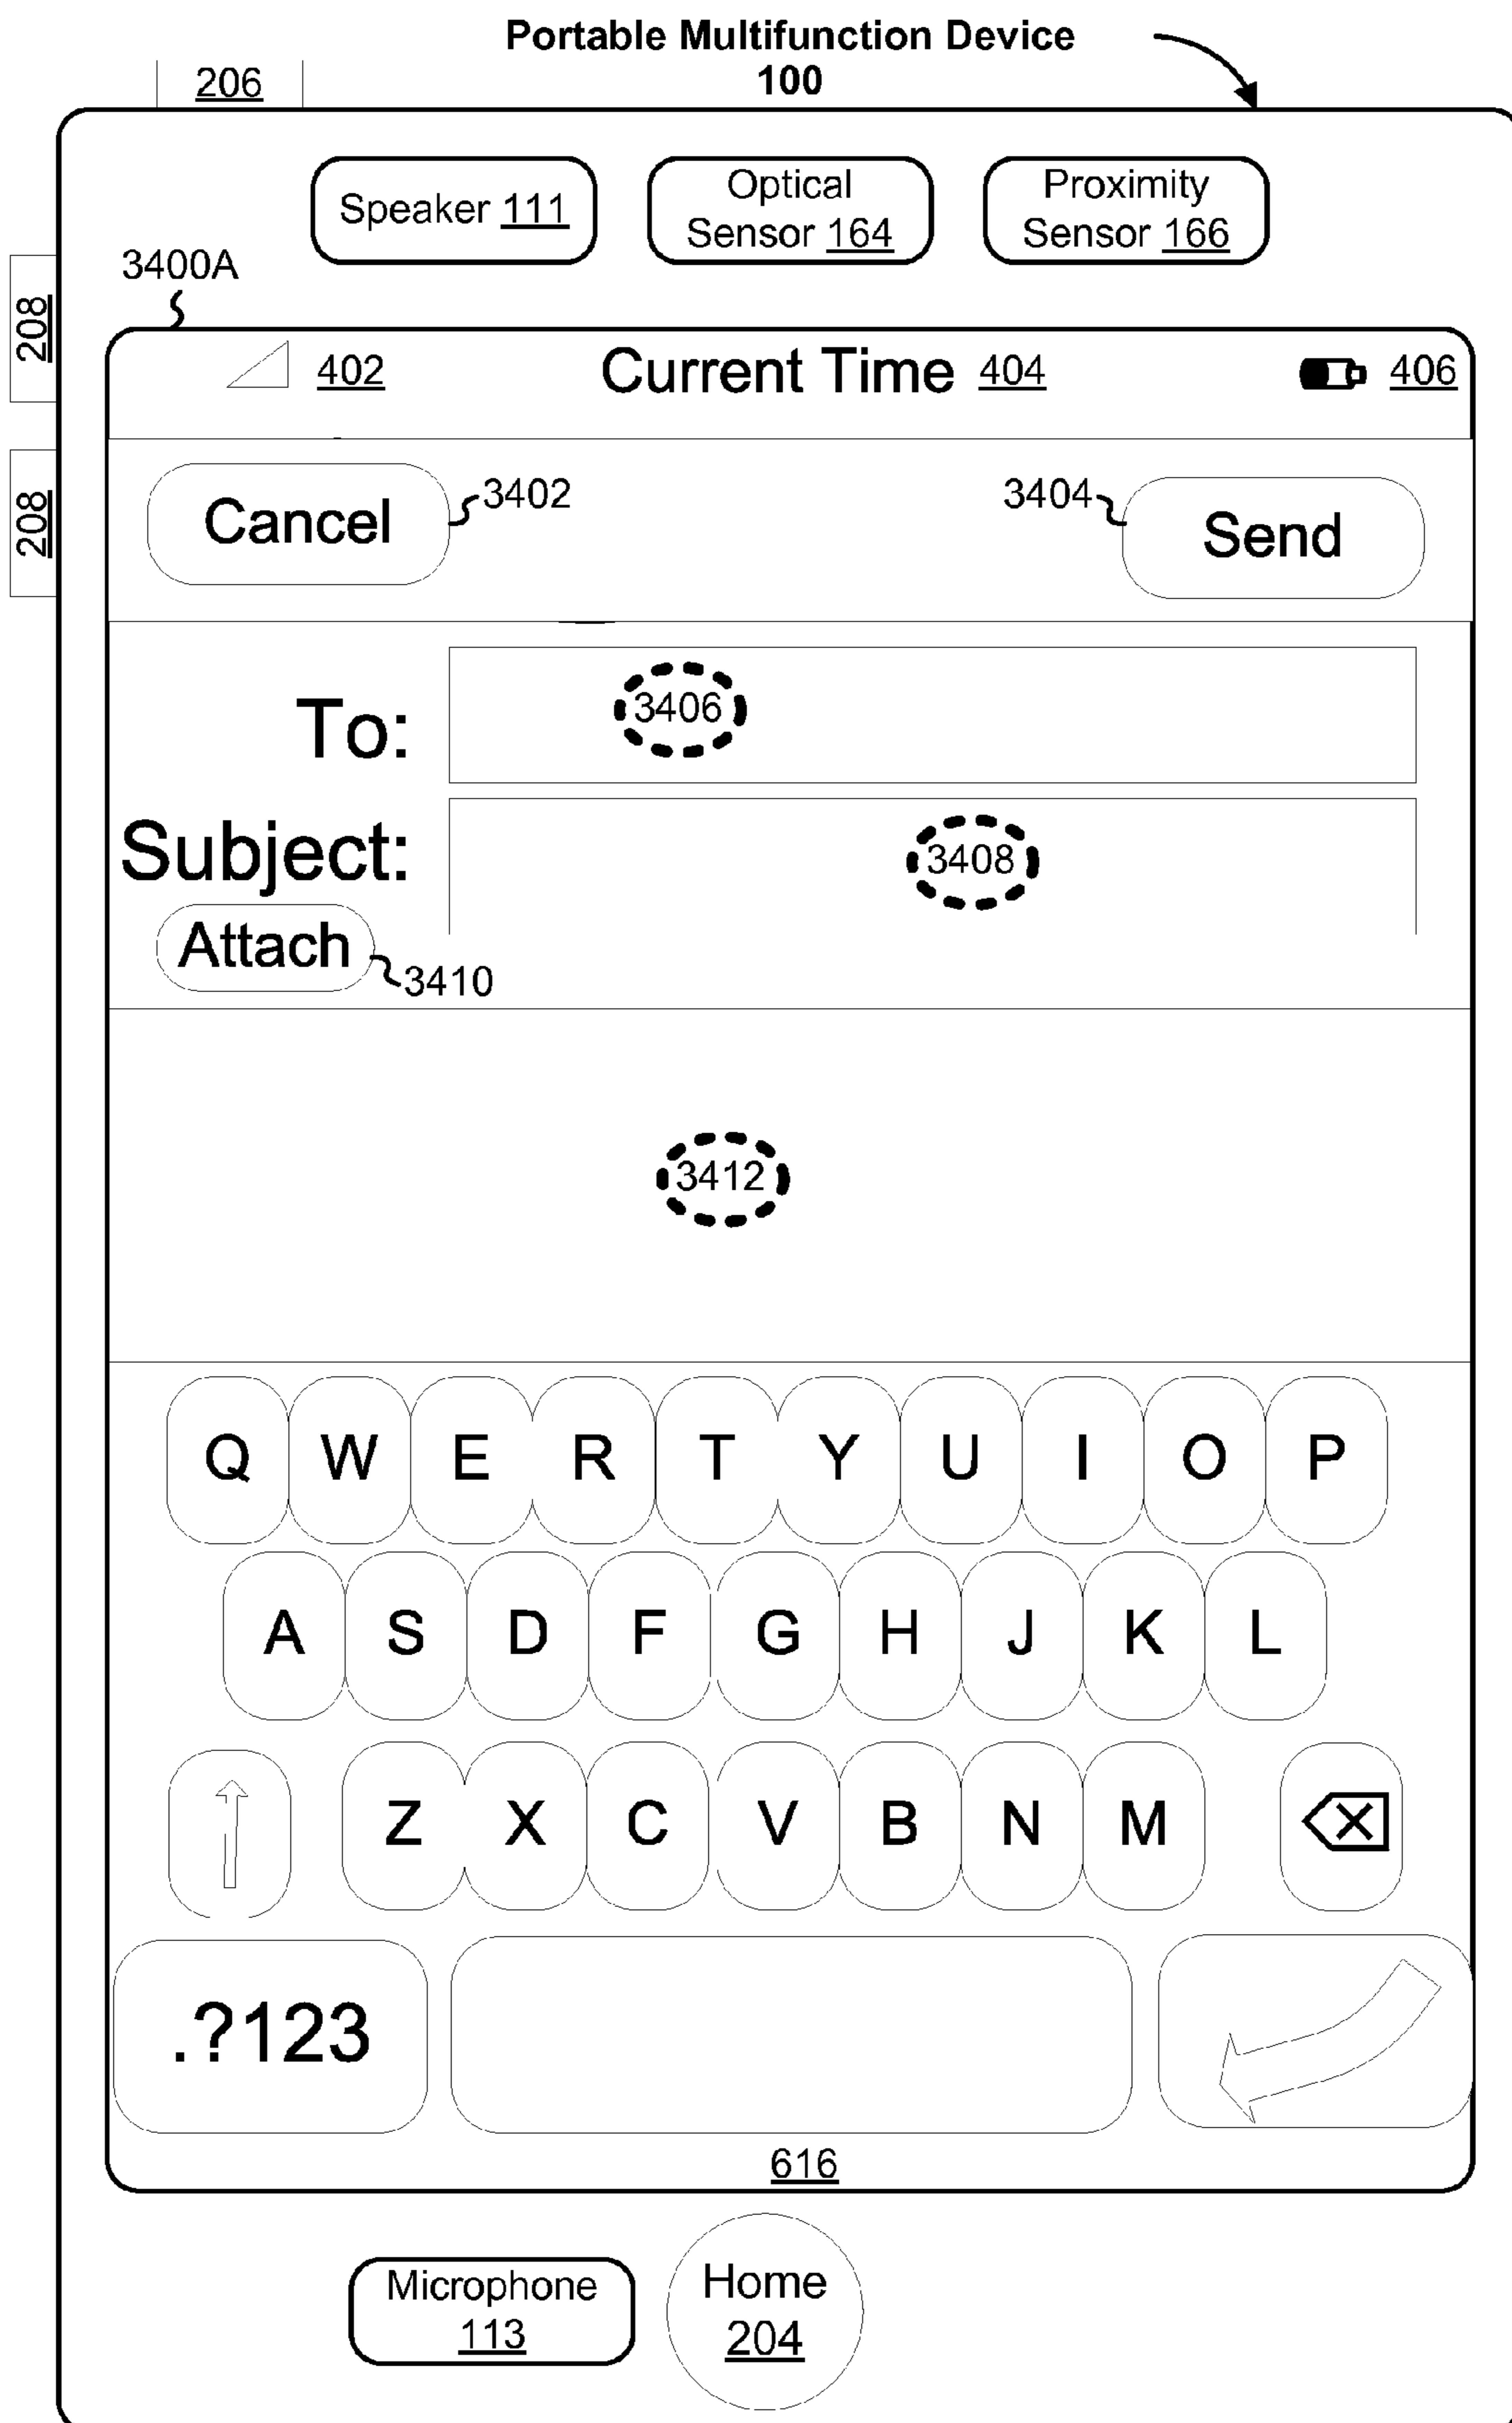 Portable Multifunction Device
100
206
Speaker 111
Optical
Sensor 164
Proximity
Sensor 166
3400A
208
402
Current Time 404
406
208
Cancel
3402
3404
Send
To:
3406
Subject:
3408
Attach
3410
3412
Q W E R T Y U I O P
A S D F G H J K L
Z X C V B N M
.?123
616
Microphone
113
Home
204